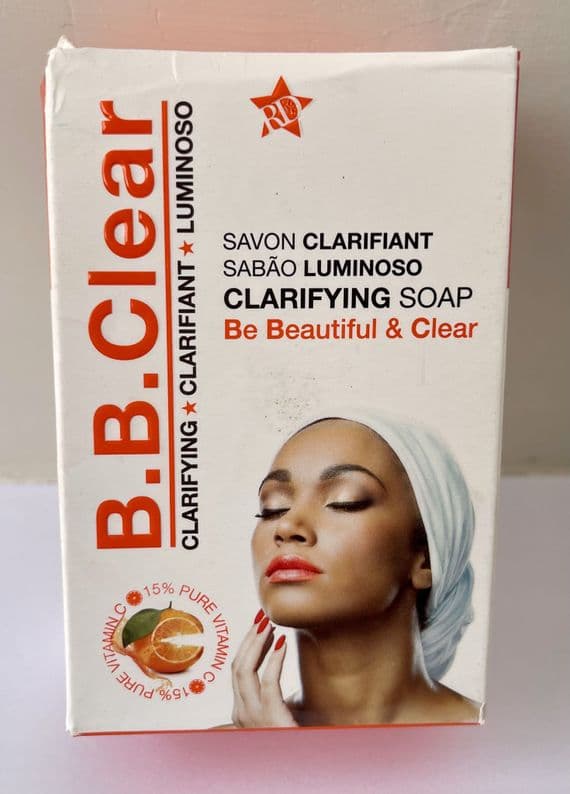 B.B.Clear
CLARIFYING ★ CLARIFIANT ★ LUMINOSO
RD
SAVON CLARIFIANT
SABÃO LUMINOSO
CLARIFYING SOAP
Be Beautiful & Clear
15% PURE VITAMIN C
15% PURE VITAMIN C